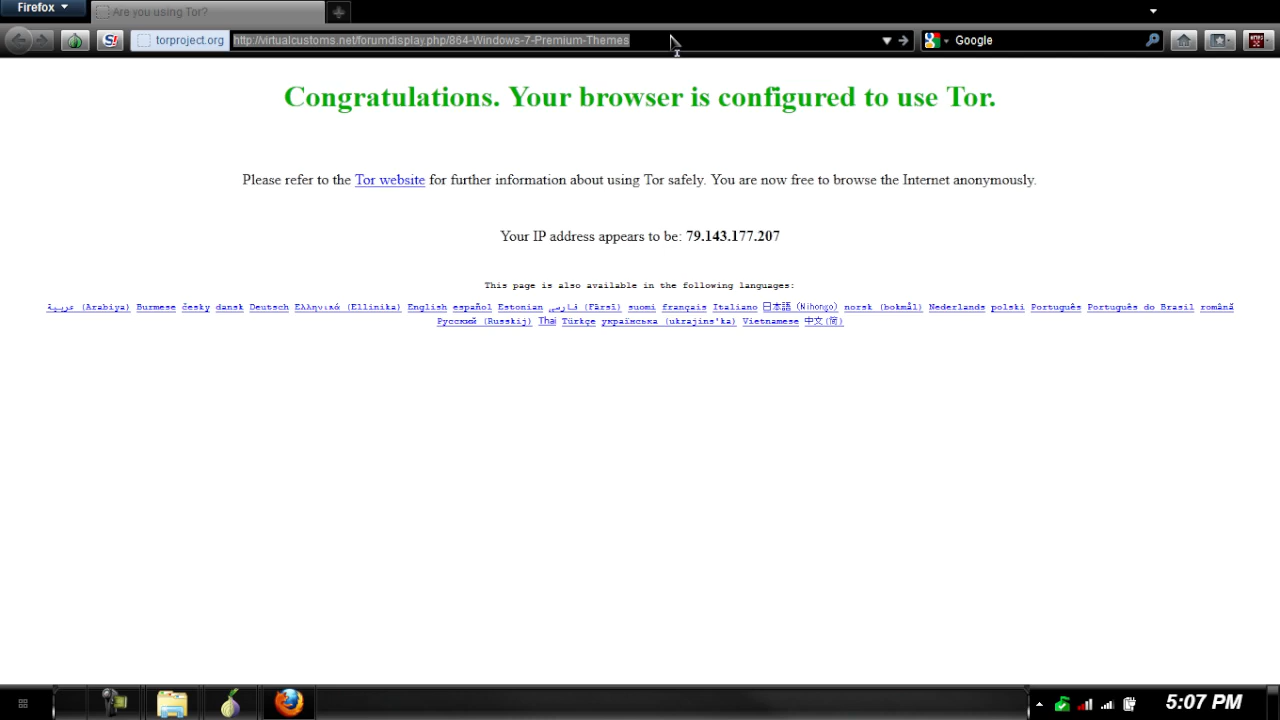 Firefox
Are you using Tor?
torproject.org
http://virtualcustoms.net/forumdisplay.php/864-Windows-7-Premium-Themes
Google
Congratulations. Your browser is configured to use Tor.
Please refer to the Tor website for further information about using Tor safely. You are now free to browse the Internet anonymously.
Your IP address appears to be: 79.143.177.207
This page is also available in the following languages:
عربية (Arabiya) Burmese česky dansk Deutsch Ελληνικά (Ellinika) English español Estonian فارسی (Fārsī) suomi français Italiano 日本語 (Nihongo) norsk (bokmål) Nederlands polski Português Português do Brasil română
Русский (Russkij) Thai Türkçe українська (ukrajins'ka) Vietnamese 中文(简)
5:07 PM